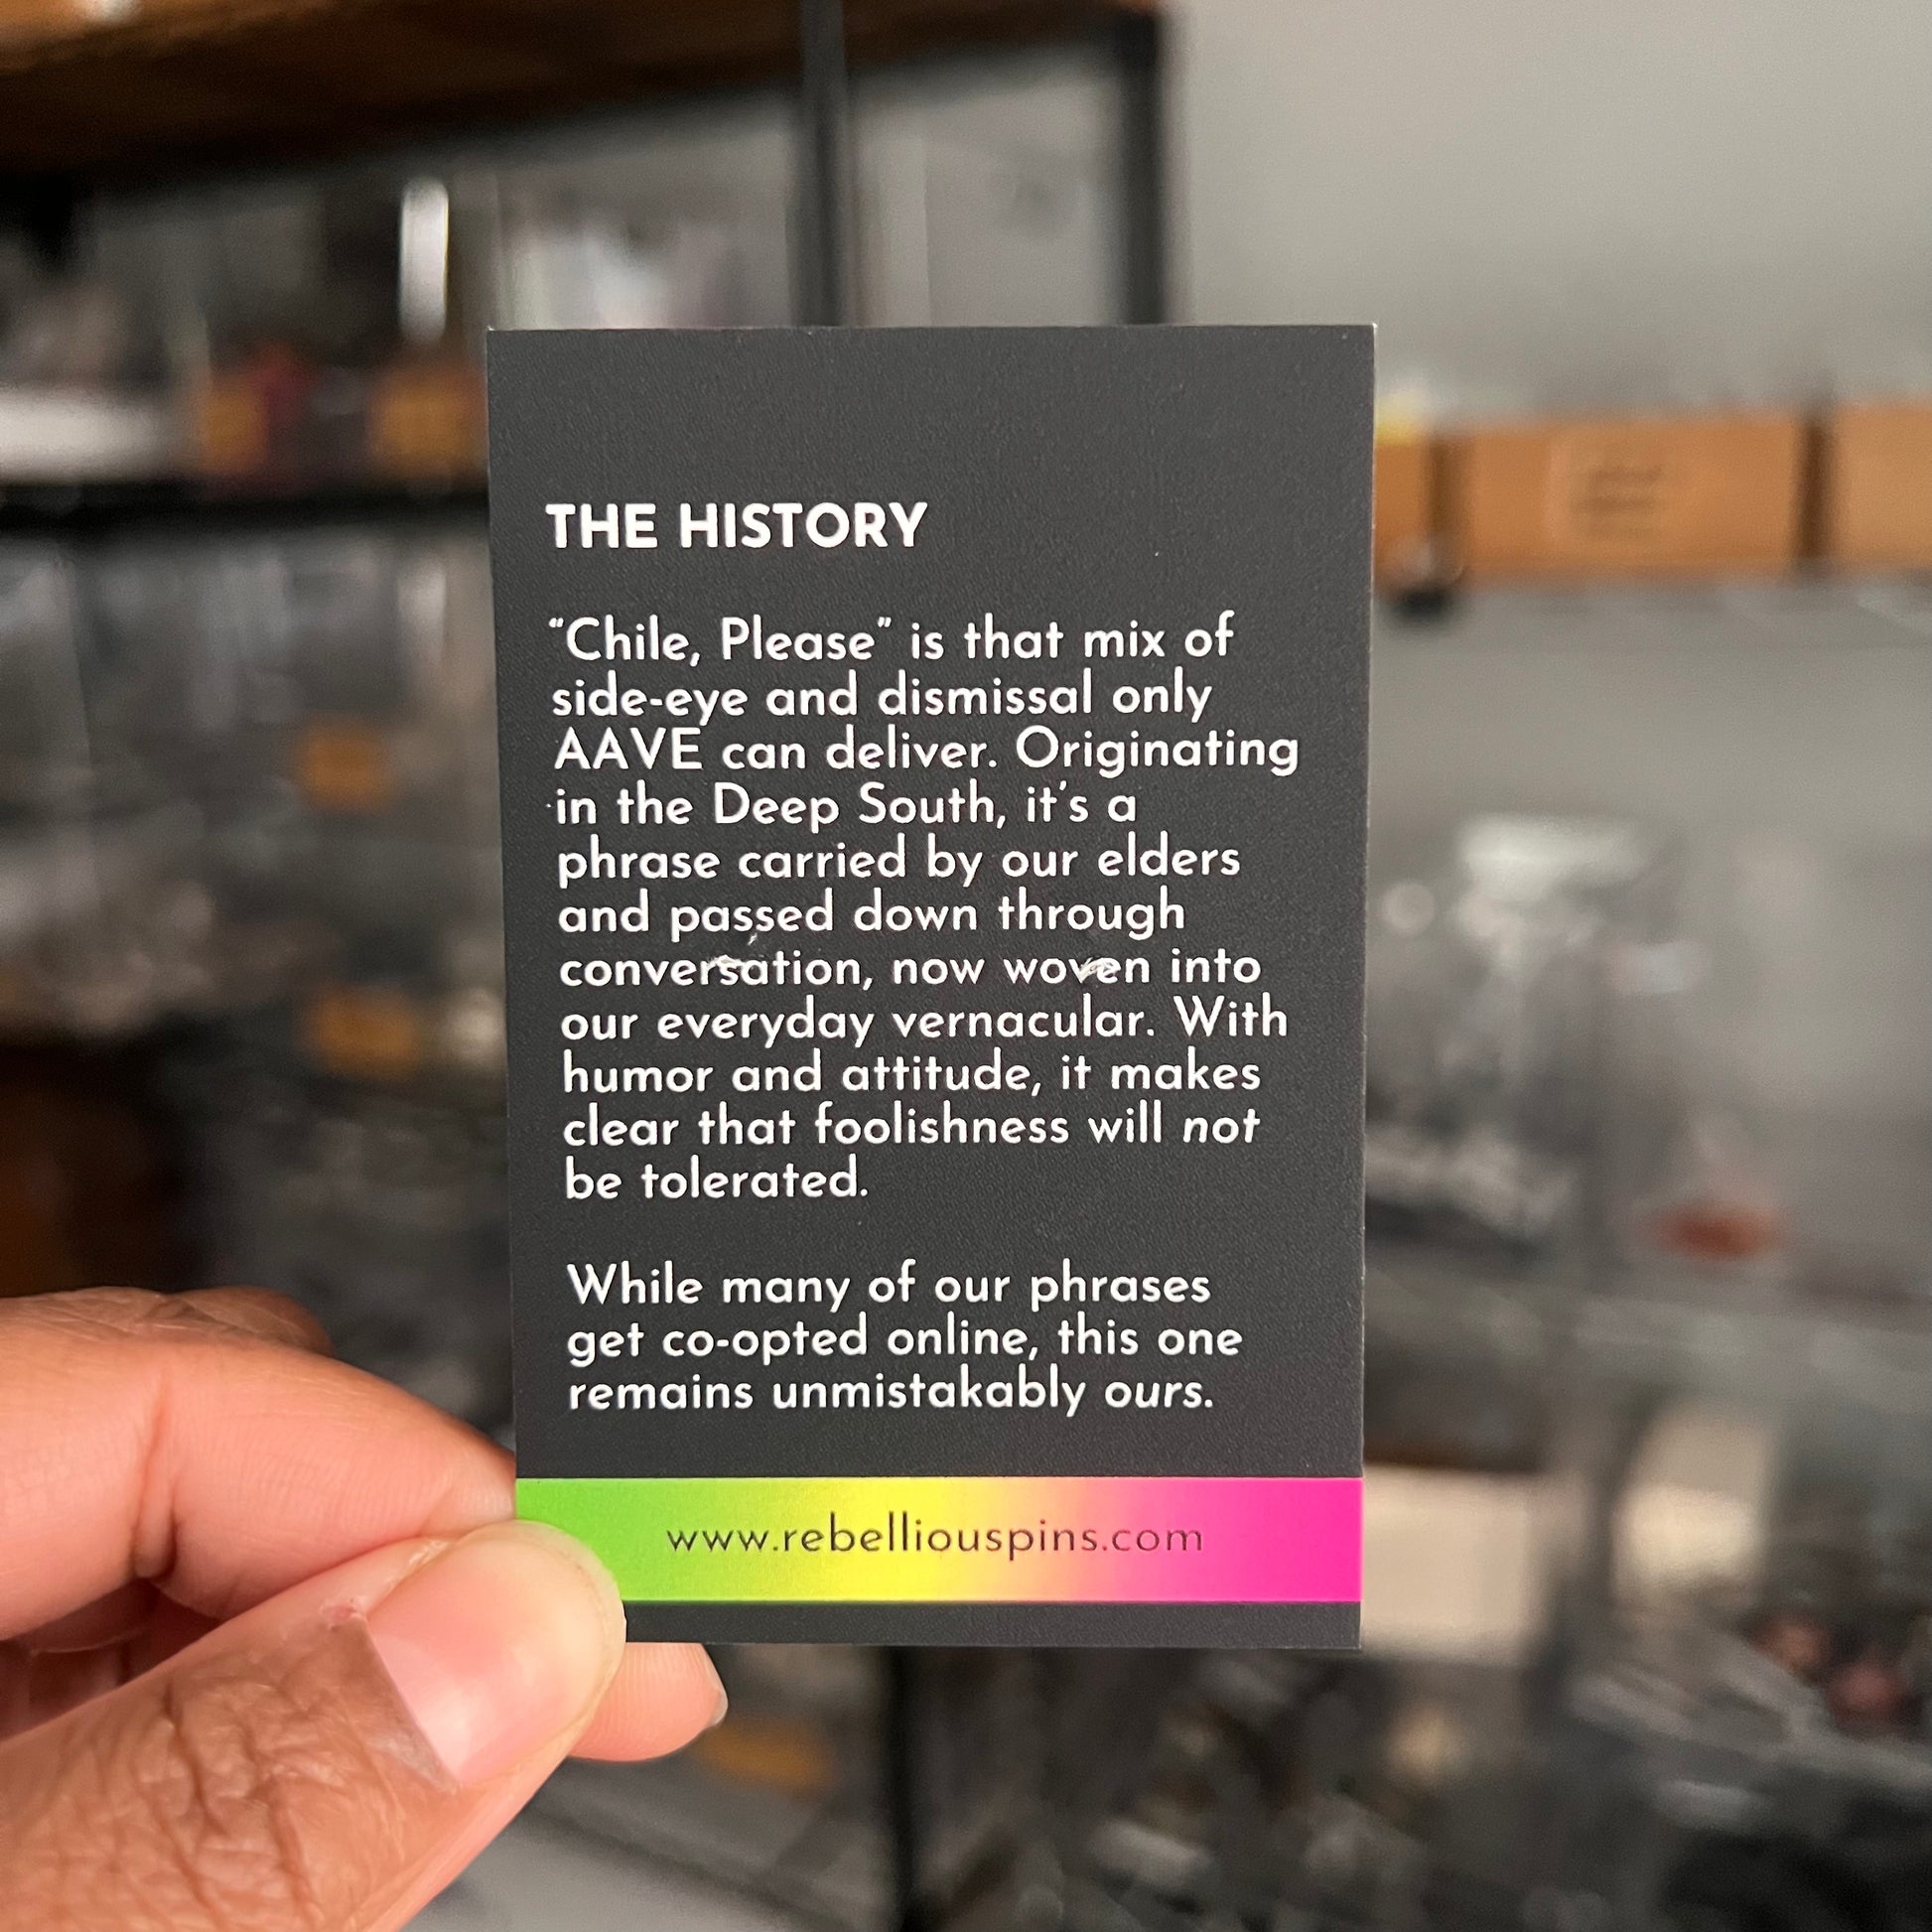 THE HISTORY
“Chile, Please” is that mix of
side-eye and dismissal only
AAVE can deliver. Originating
in the Deep South, it’s a
phrase carried by our elders
and passed down through
conversation, now woven into
our everyday vernacular. With
humor and attitude, it makes
clear that foolishness will not
be tolerated.
While many of our phrases
get co-opted online, this one
remains unmistakably ours.
www.rebelliouspins.com